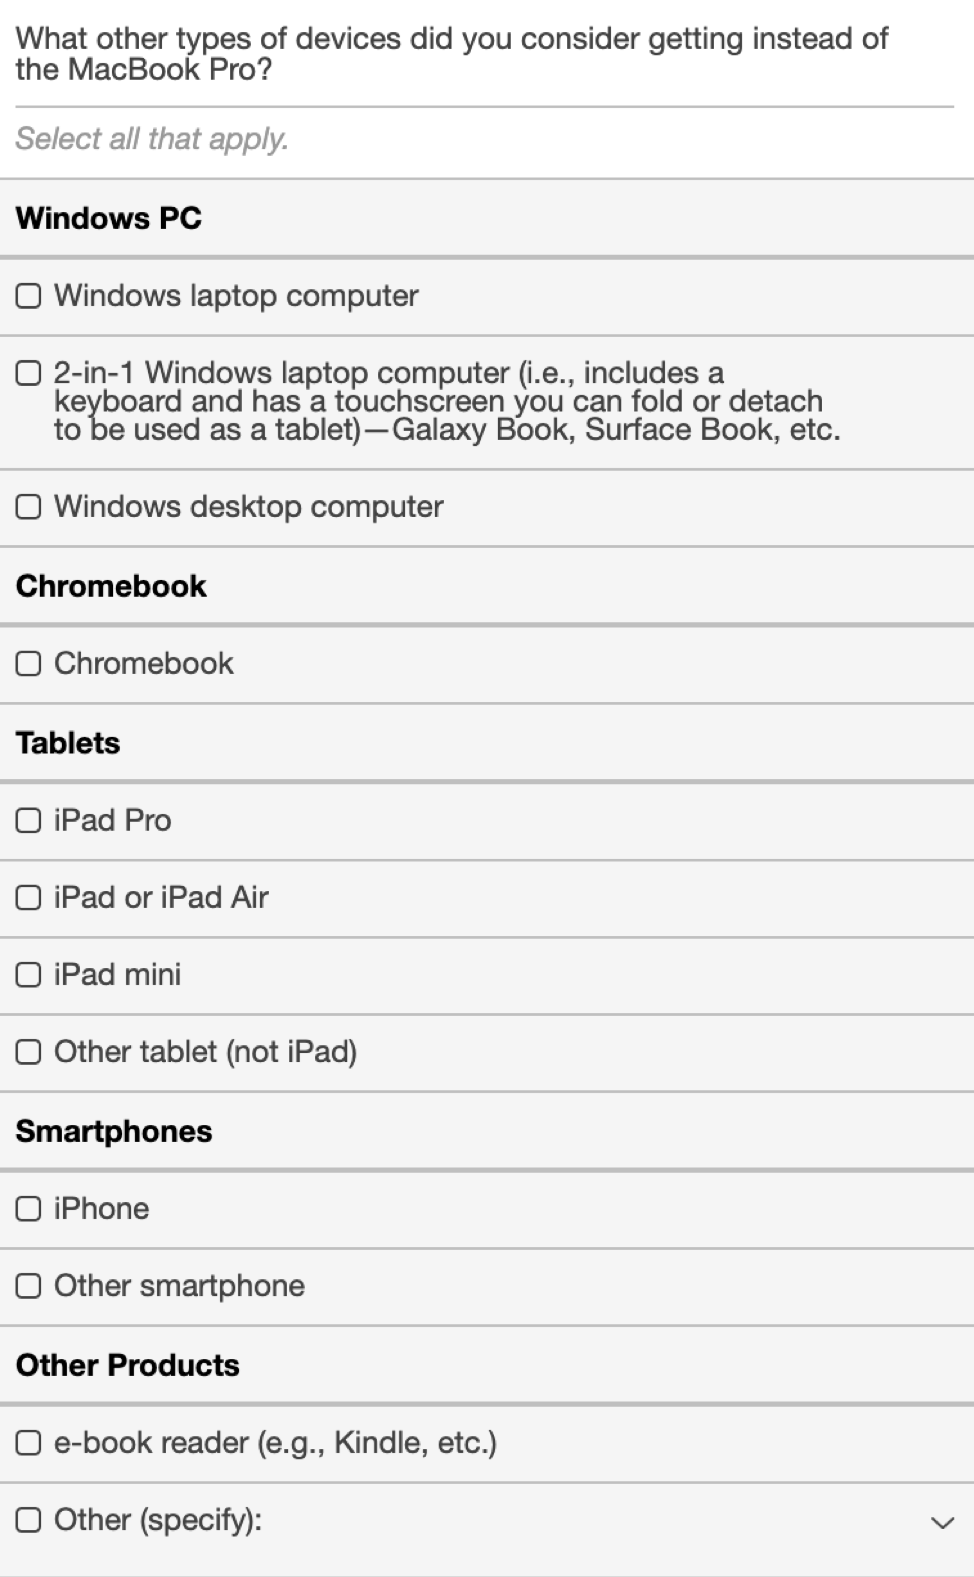 What other types of devices did you consider getting instead of
the MacBook Pro?
Select all that apply.
Windows PC
Windows laptop computer
2-in-1 Windows laptop computer (i.e., includes a
keyboard and has a touchscreen you can fold or detach
to be used as a tablet)—Galaxy Book, Surface Book, etc.
Windows desktop computer
Chromebook
Chromebook
Tablets
iPad Pro
iPad or iPad Air
iPad mini
Other tablet (not iPad)
Smartphones
iPhone
Other smartphone
Other Products
e-book reader (e.g., Kindle, etc.)
Other (specify):